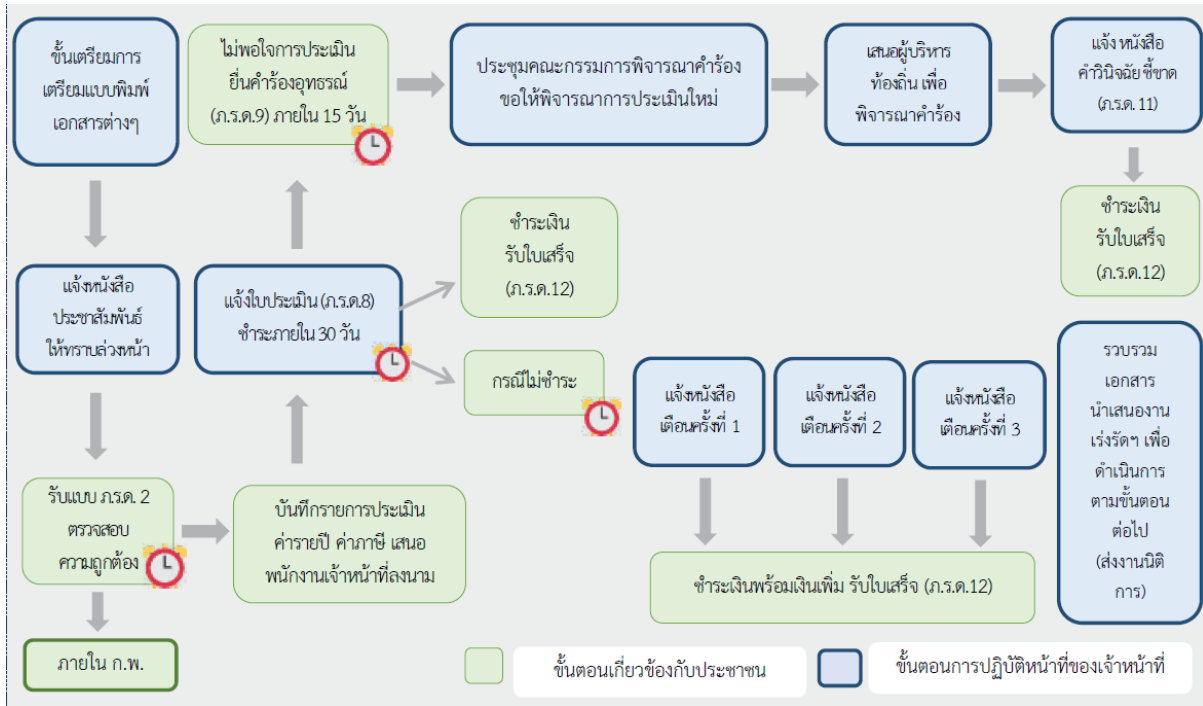 ขั้นเตรียมการ
เตรียมแบบพิมพ์
เอกสารต่างๆ
ไม่พอใจการประเมิน
ยื่นคำร้องอุทธรณ์
(ภ.ร.ด.9) ภายใน 15 วัน
ประชุมคณะกรรมการพิจารณาคำร้อง
ขอให้พิจารณาการประเมินใหม่
เสนอผู้บริหาร
ท้องถิ่น เพื่อ
พิจารณาคำร้อง
แจ้ง หนังสือ
คำวินิจฉัย ชี้ขาด
(ภ.ร.ด. 11)
ชำระเงิน
รับใบเสร็จ
(ภ.ร.ด.12)
แจ้งหนังสือ
ประชาสัมพันธ์
ให้ทราบล่วงหน้า
แจ้งใบประเมิน (ภ.ร.ด.8)
ชำระภายใน 30 วัน
ชำระเงิน
รับใบเสร็จ
(ภ.ร.ด.12)
กรณีไม่ชำระ
แจ้งหนังสือ
เตือนครั้งที่ 1
แจ้งหนังสือ
เตือนครั้งที่ 2
แจ้งหนังสือ
เตือนครั้งที่ 3
รวบรวม
เอกสาร
นำเสนองาน
เร่งรัดฯ เพื่อ
ดำเนินการ
ตามขั้นตอน
ต่อไป
(ส่งงานนิติ
การ)
รับแบบ ภ.ร.ด. 2
ตรวจสอบ
ความถูกต้อง
บันทึกรายการประเมิน
ค่ารายปี ค่าภาษี เสนอ
พนักงานเจ้าหน้าที่ลงนาม
ชำระเงินพร้อมเงินเพิ่ม รับใบเสร็จ (ภ.ร.ด.12)
ภายใน ก.พ.
ขั้นตอนเกี่ยวข้องกับประชาชน
ขั้นตอนการปฏิบัติหน้าที่ของเจ้าหน้าที่